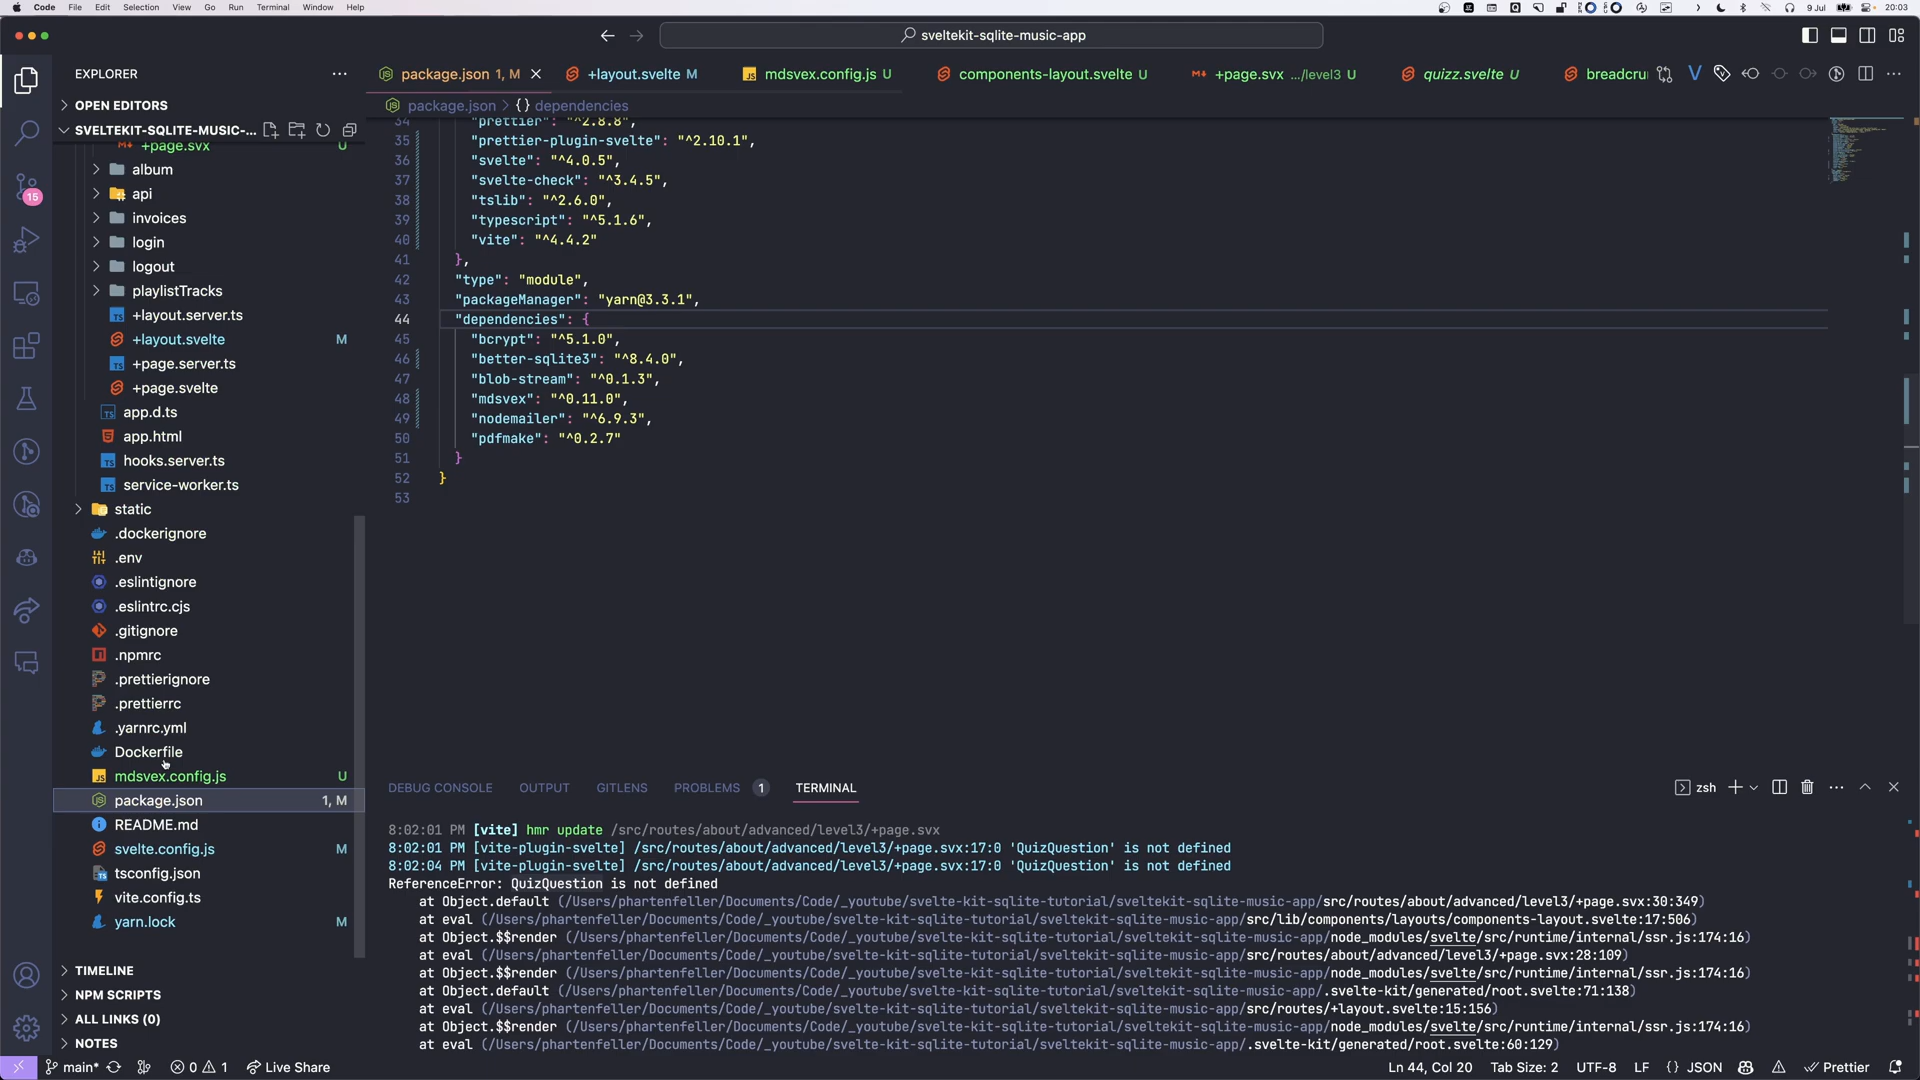 Code File Edit Selection View Go Run Terminal Window Help
9 Jul 20:03
sveltekit-sqlite-music-app
EXPLORER
OPEN EDITORS
SVELTEKIT-SQLITE-MUSIC-...
+page.svx U
album
api
invoices
login
logout
playlistTracks
+layout.server.ts
+layout.svelte M
+page.server.ts
+page.svelte
app.d.ts
app.html
hooks.server.ts
service-worker.ts
static
.dockerignore
.env
.eslintignore
.eslintrc.cjs
.gitignore
.npmrc
.prettierignore
.prettierrc
.yarnrc.yml
Dockerfile
mdsvex.config.js U
package.json 1, M
README.md
svelte.config.js M
tsconfig.json
vite.config.ts
yarn.lock M
TIMELINE
NPM SCRIPTS
ALL LINKS (0)
NOTES
15
package.json 1, M +layout.svelte M mdsvex.config.js U components-layout.svelte U +page.svx .../level3 U quizz.svelte U breadcru
package.json > {} dependencies
34 "prettier": "^2.8.8",
35 "prettier-plugin-svelte": "^2.10.1",
36 "svelte": "^4.0.5",
37 "svelte-check": "^3.4.5",
38 "tslib": "^2.6.0",
39 "typescript": "^5.1.6",
40 "vite": "^4.4.2"
41 },
42 "type": "module",
43 "packageManager": "yarn@3.3.1",
44 "dependencies": {
45 "bcrypt": "^5.1.0",
46 "better-sqlite3": "^8.4.0",
47 "blob-stream": "^0.1.3",
48 "mdsvex": "^0.11.0",
49 "nodemailer": "^6.9.3",
50 "pdfmake": "^0.2.7"
51 }
52 }
53
DEBUG CONSOLE OUTPUT GITLENS PROBLEMS 1 TERMINAL
zsh
8:02:01 PM [vite] hmr update /src/routes/about/advanced/level3/+page.svx
8:02:01 PM [vite-plugin-svelte] /src/routes/about/advanced/level3/+page.svx:17:0 'QuizQuestion' is not defined
8:02:04 PM [vite-plugin-svelte] /src/routes/about/advanced/level3/+page.svx:17:0 'QuizQuestion' is not defined
ReferenceError: QuizQuestion is not defined
at Object.default (/Users/phartenfeller/Documents/Code/_youtube/svelte-kit-sqlite-tutorial/sveltekit-sqlite-music-app/src/routes/about/advanced/level3/+page.svx:30:349)
at eval (/Users/phartenfeller/Documents/Code/_youtube/svelte-kit-sqlite-tutorial/sveltekit-sqlite-music-app/src/lib/components/layouts/components-layout.svelte:17:506)
at Object.$$render (/Users/phartenfeller/Documents/Code/_youtube/svelte-kit-sqlite-tutorial/sveltekit-sqlite-music-app/node_modules/svelte/src/runtime/internal/ssr.js:174:16)
at eval (/Users/phartenfeller/Documents/Code/_youtube/svelte-kit-sqlite-tutorial/sveltekit-sqlite-music-app/src/routes/about/advanced/level3/+page.svx:28:109)
at Object.$$render (/Users/phartenfeller/Documents/Code/_youtube/svelte-kit-sqlite-tutorial/sveltekit-sqlite-music-app/node_modules/svelte/src/runtime/internal/ssr.js:174:16)
at Object.default (/Users/phartenfeller/Documents/Code/_youtube/svelte-kit-sqlite-tutorial/sveltekit-sqlite-music-app/.svelte-kit/generated/root.svelte:71:138)
at eval (/Users/phartenfeller/Documents/Code/_youtube/svelte-kit-sqlite-tutorial/sveltekit-sqlite-music-app/src/routes/+layout.svelte:15:156)
at Object.$$render (/Users/phartenfeller/Documents/Code/_youtube/svelte-kit-sqlite-tutorial/sveltekit-sqlite-music-app/node_modules/svelte/src/runtime/internal/ssr.js:174:16)
at eval (/Users/phartenfeller/Documents/Code/_youtube/svelte-kit-sqlite-tutorial/sveltekit-sqlite-music-app/.svelte-kit/generated/root.svelte:60:129)
main* 0 1 Live Share Ln 44, Col 20 Tab Size: 2 UTF-8 LF {} JSON Prettier